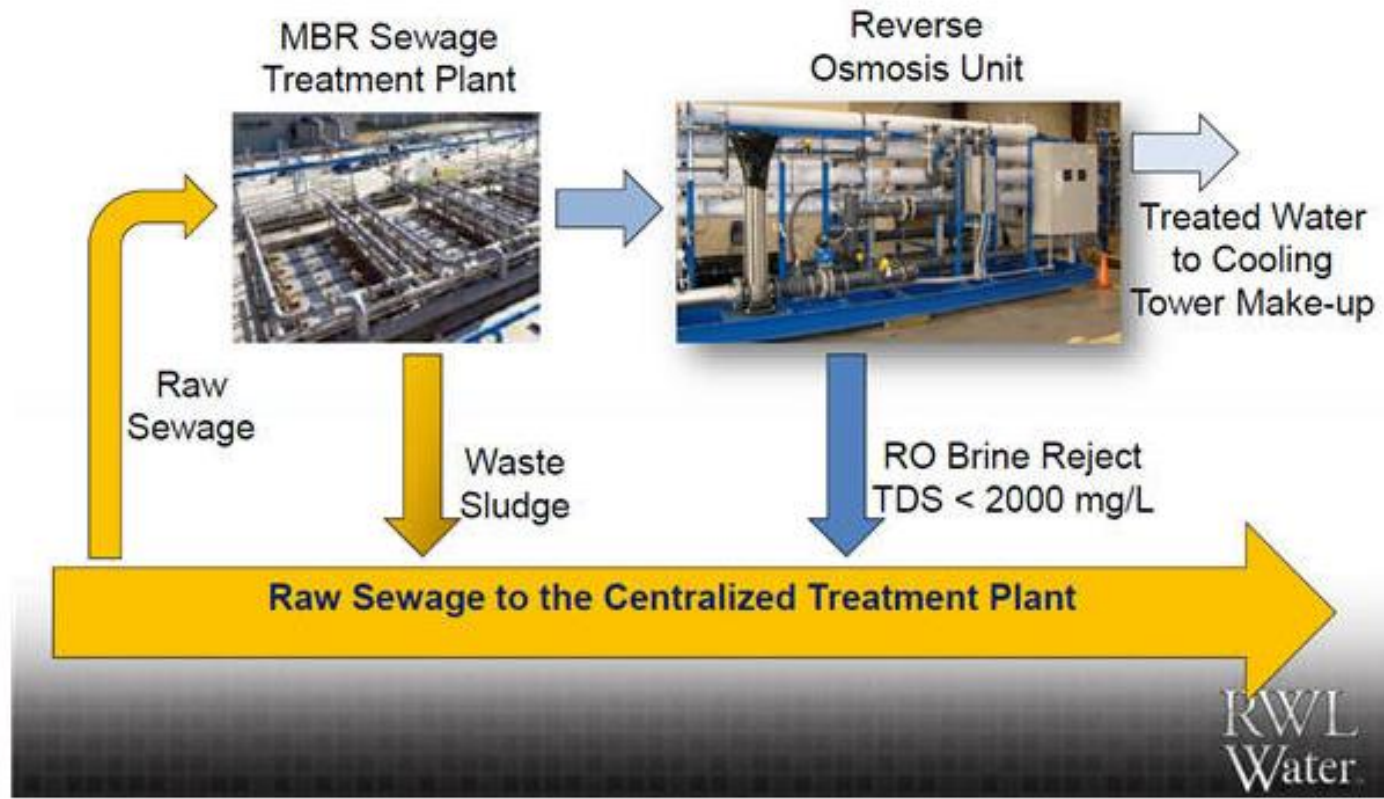 MBR Sewage
Treatment Plant
Reverse
Osmosis Unit
Treated Water
to Cooling
Tower Make-up
Raw
Sewage
Waste
Sludge
RO Brine Reject
TDS < 2000 mg/L
Raw Sewage to the Centralized Treatment Plant
RWL
Water